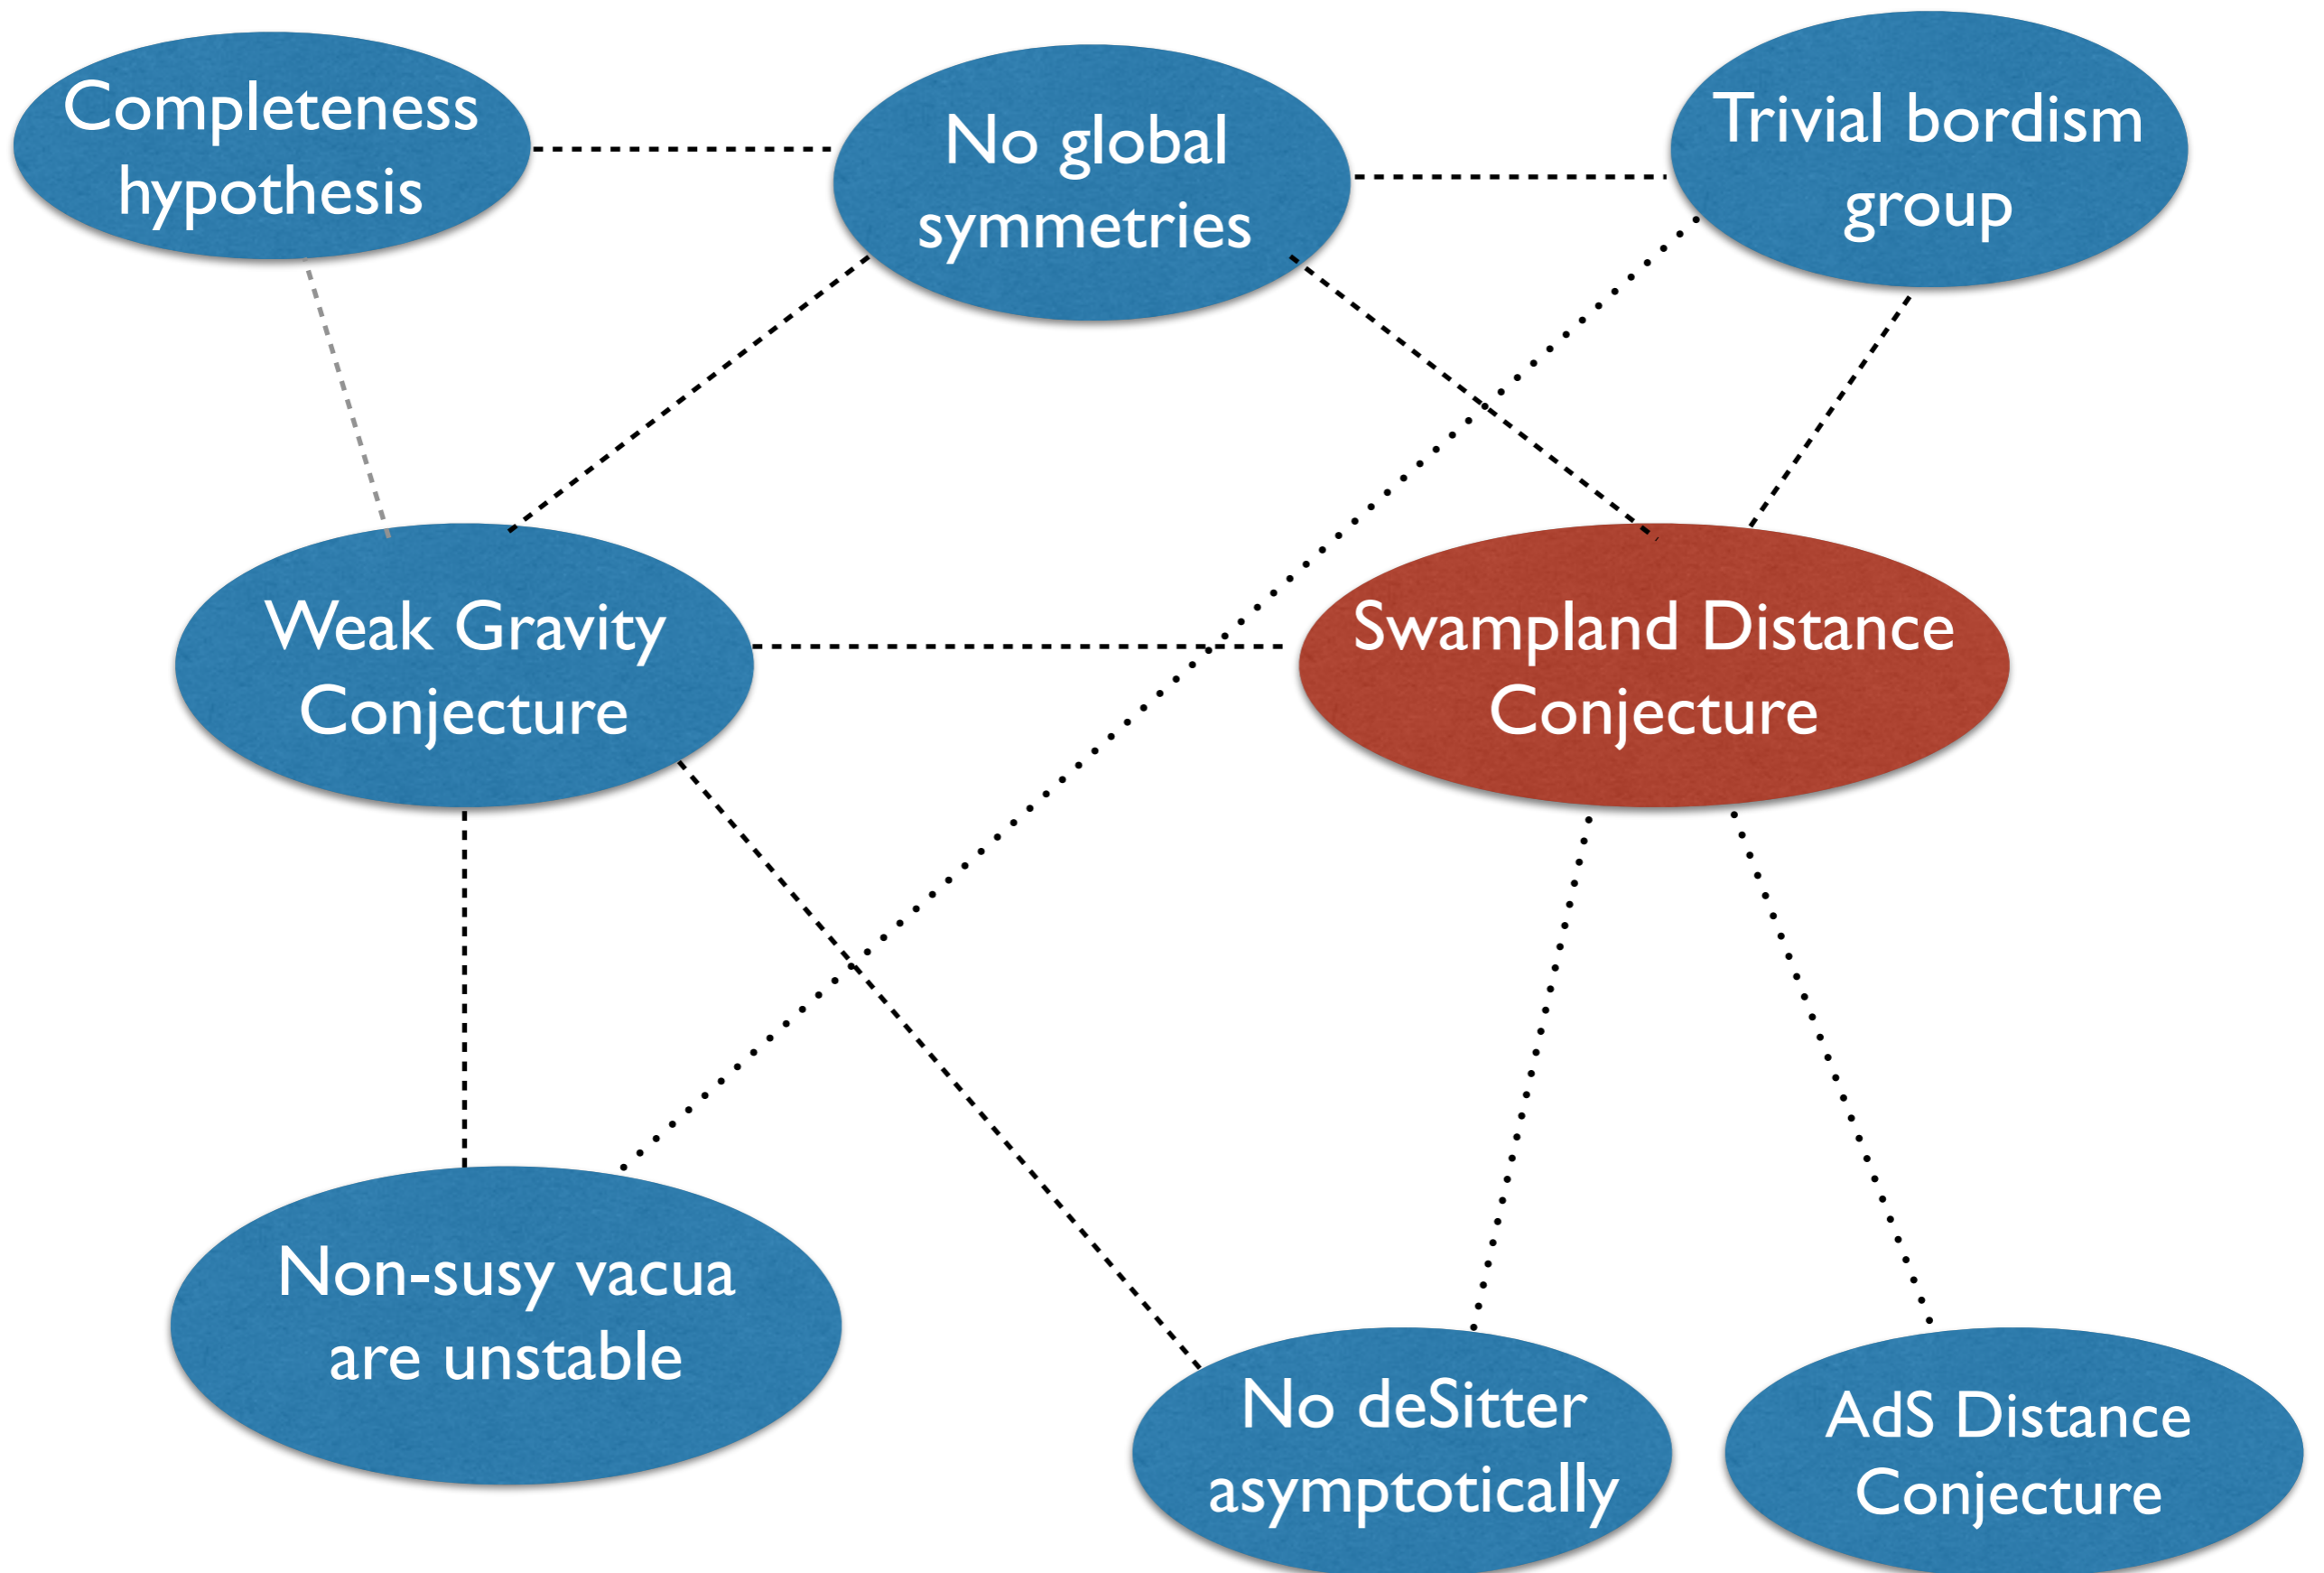 Completeness
hypothesis
No global
symmetries
Trivial bordism
group
Weak Gravity
Conjecture
Swampland Distance
Conjecture
Non-susy vacua
are unstable
No deSitter
asymptotically
AdS Distance
Conjecture